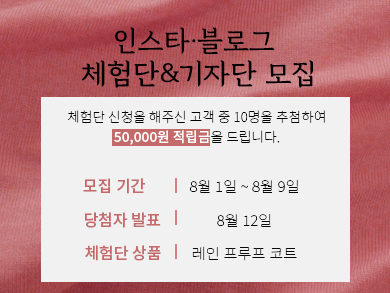 인스타·블로그
체험단&기자단 모집
체험단 신청을 해주신 고객 중 10명을 추첨하여
50,000원 적립금을 드립니다.
모집 기간 | 8월 1일 ~ 8월 9일
당첨자 발표 | 8월 12일
체험단 상품 | 레인 프루프 코트